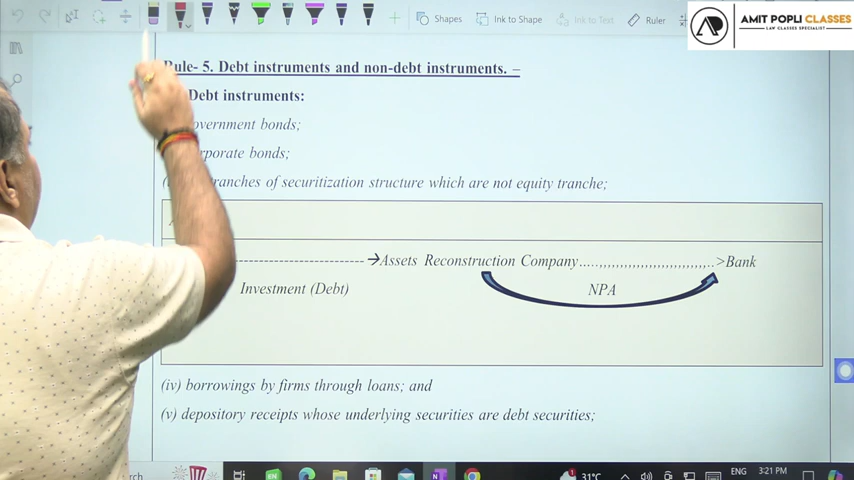 Shapes Ink to Shape Ink to Text Ruler
AMIT POPLI CLASSES
LAW CLASSES SPECIALIST
Rule- 5. Debt instruments and non-debt instruments. –
Debt instruments:
bonds;
bonds;
of securitization structure which are not equity tranche;
------------------------→Assets Reconstruction Company.....,,,,,,,,,,,,,,,,,,,,,,,,,,,..>Bank
Investment (Debt) NPA
(iv) borrowings by firms through loans; and
(v) depository receipts whose underlying securities are debt securities;
31°C ENG 3:21 PM